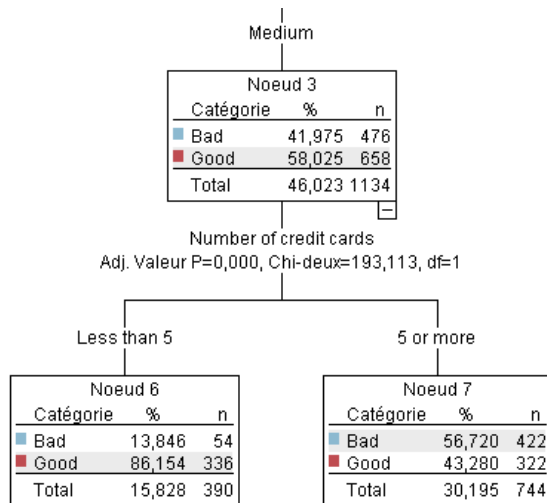 Medium
Noeud 3
Catégorie % n
Bad 41,975 476
Good 58,025 658
Total 46,023 1134
Number of credit cards
Adj. Valeur P=0,000, Chi-deux=193,113, df=1
Less than 5
5 or more
Noeud 6
Catégorie % n
Bad 13,846 54
Good 86,154 336
Total 15,828 390
Noeud 7
Catégorie % n
Bad 56,720 422
Good 43,280 322
Total 30,195 744